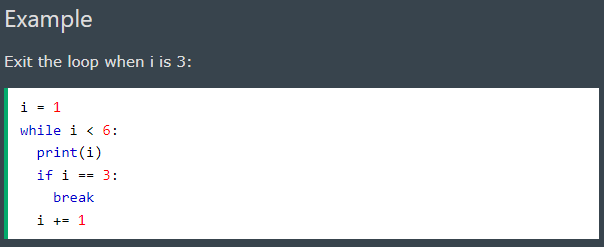 Example
Exit the loop when i is 3:
i = 1
while i < 6:
  print(i)
  if i == 3:
    break
  i += 1